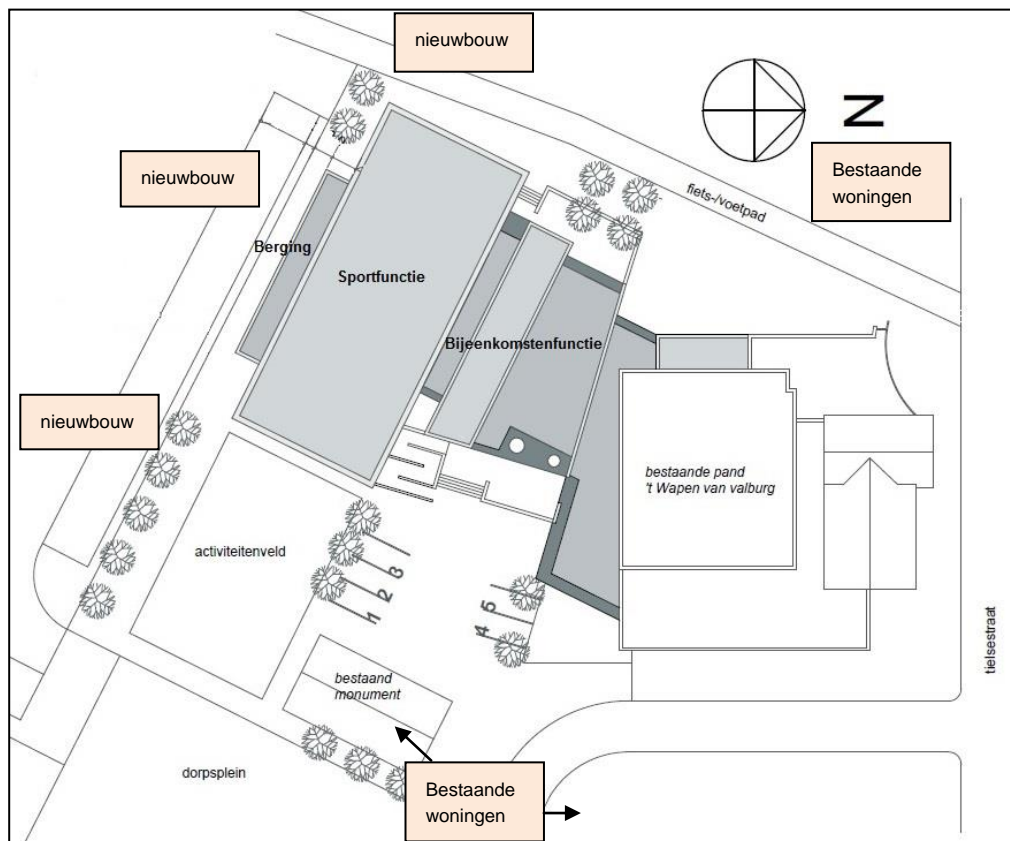 nieuwbouw
N
Bestaande
woningen
nieuwbouw
fiets-/voetpad
Berging
Sportfunctie
Bijeenkomstenfunctie
nieuwbouw
bestaande pand
't Wapen van valburg
activiteitenveld
3
2
1
5
4
tielsestraat
bestaand
monument
dorpsplein
Bestaande
woningen